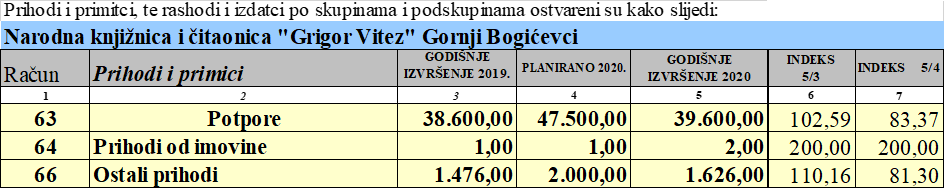 Prihodi i primitci, te rashodi i izdatci po skupinama i podskupinama ostvareni su kako slijedi:
Narodna knjižnica i čitaonica "Grigor Vitez" Gornji Bogićevci
Račun Prihodi i primici GODIŠNJE IZVRŠENJE 2019. PLANIRANO 2020. GODIŠNJE IZVRŠENJE 2020 INDEKS 5/3 INDEKS 5/4
1 2 3 4 5 6 7
63 Potpore 38.600,00 47.500,00 39.600,00 102,59 83,37
64 Prihodi od imovine 1,00 1,00 2,00 200,00 200,00
66 Ostali prihodi 1.476,00 2.000,00 1.626,00 110,16 81,30